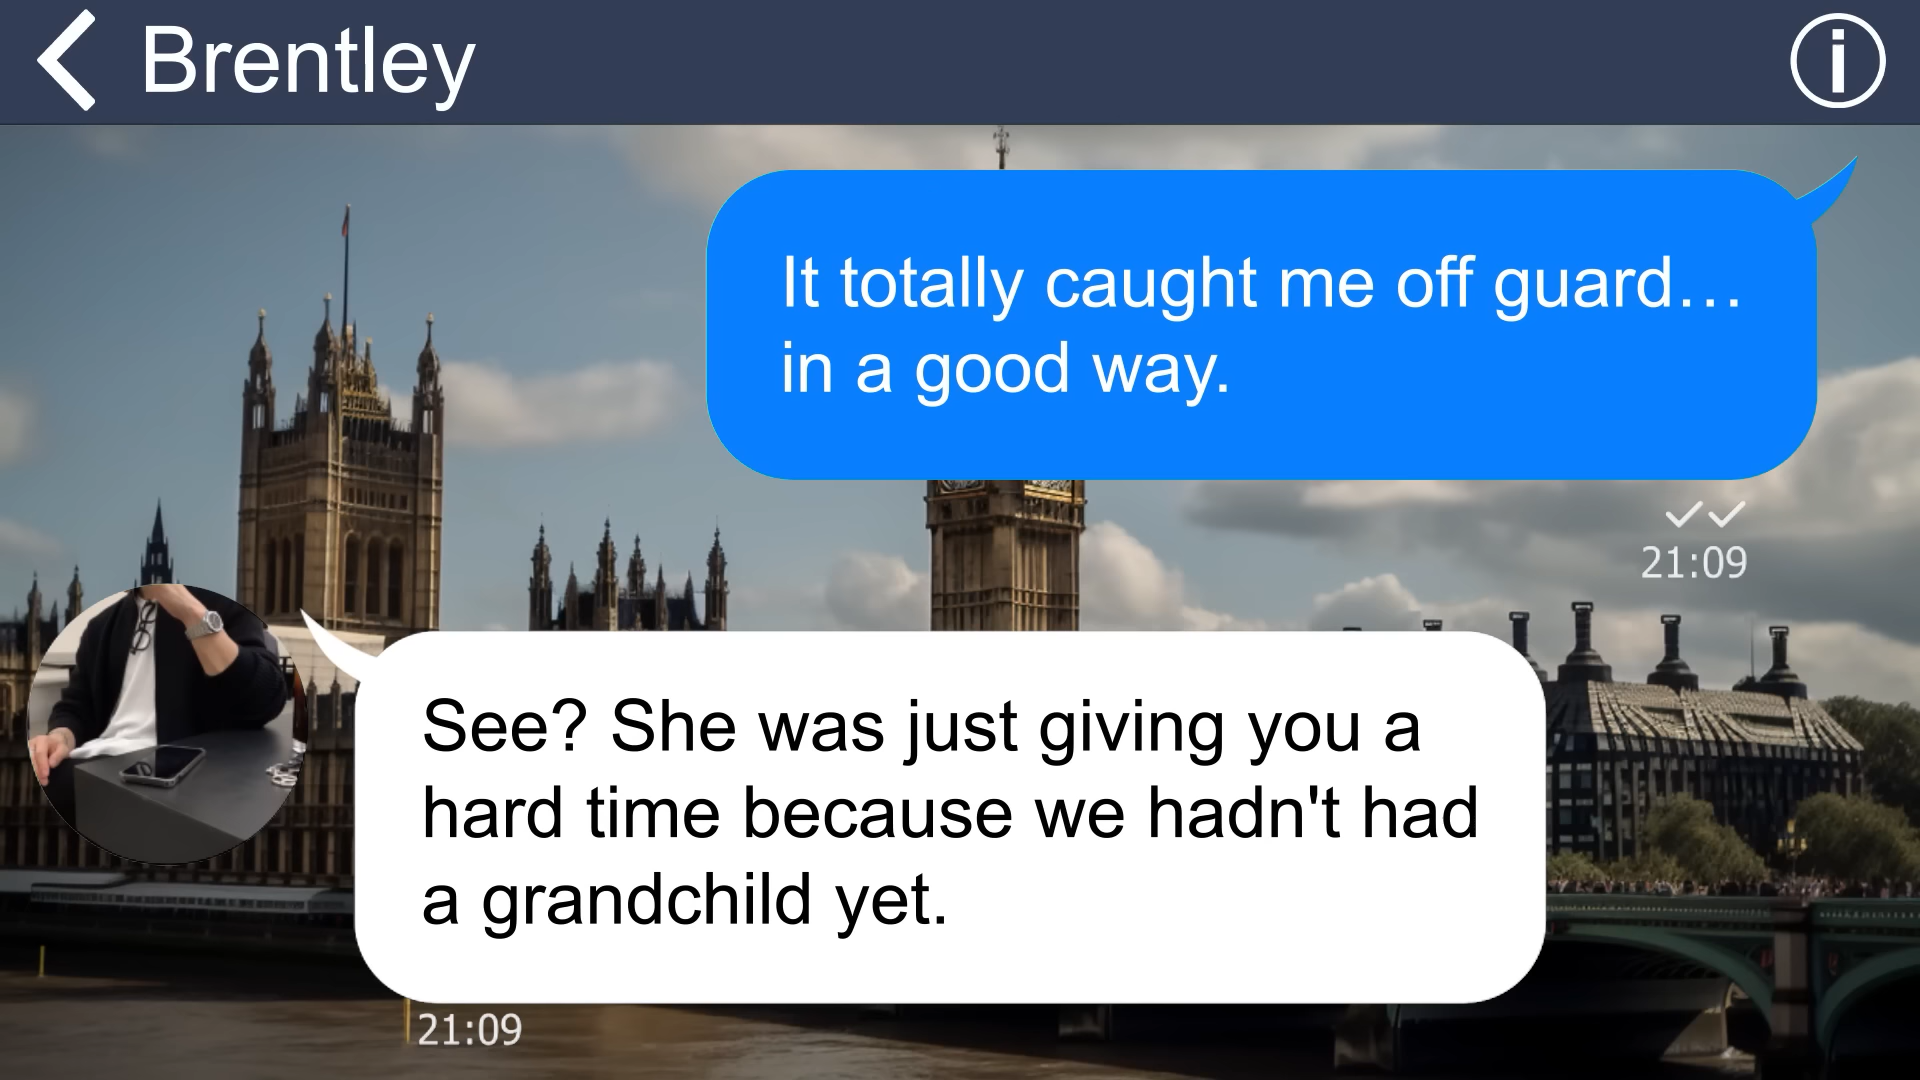 Brentley
It totally caught me off guard…
in a good way.
21:09
See? She was just giving you a
hard time because we hadn't had
a grandchild yet.
21:09